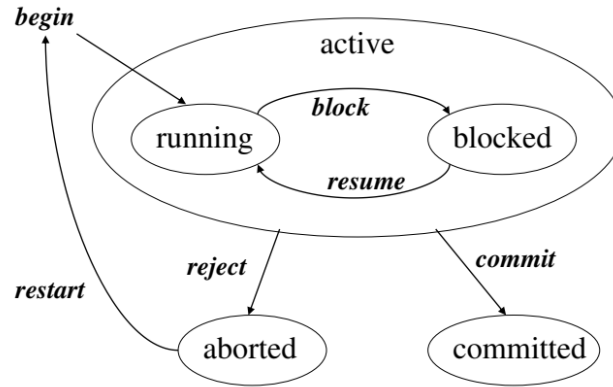 begin
active
block
running
blocked
resume
reject
commit
restart
aborted
committed